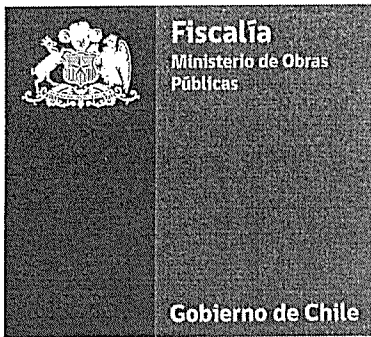 Fiscalía
Ministerio de Obras
Públicas
Gobierno de Chile